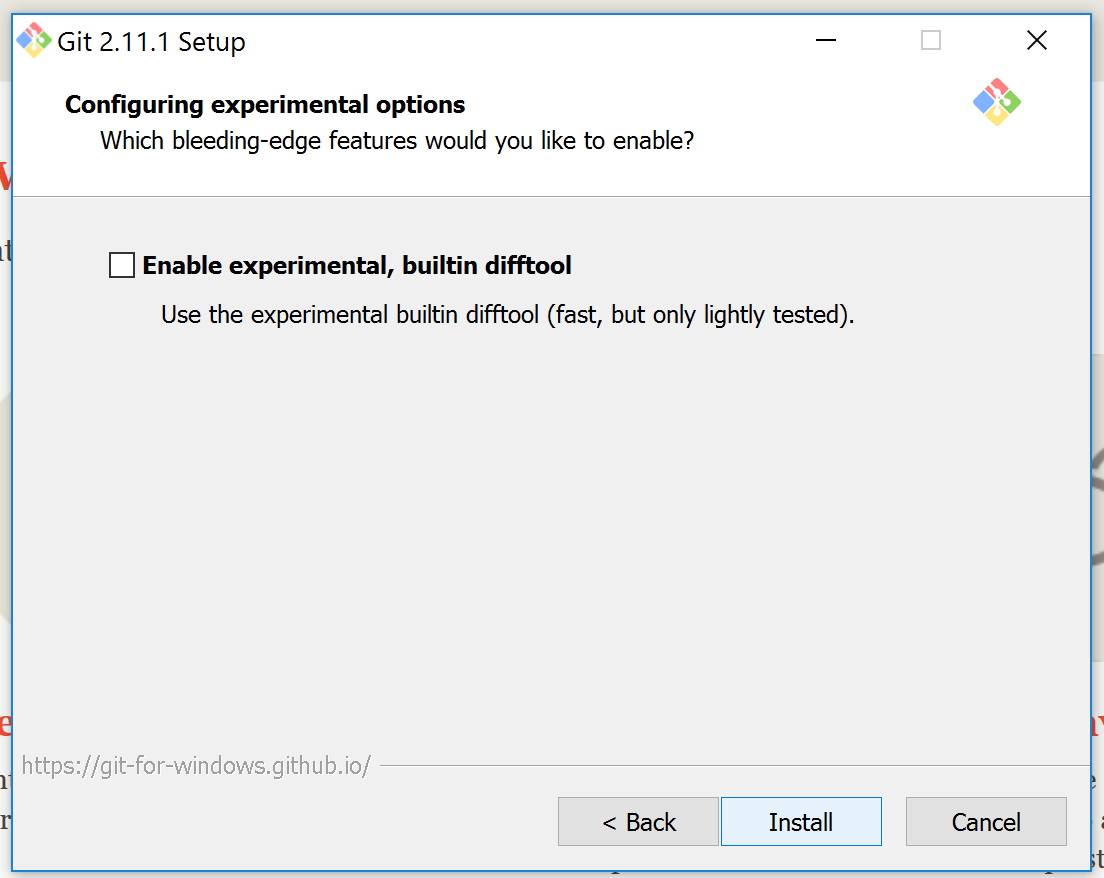 Git 2.11.1 Setup
Configuring experimental options
Which bleeding-edge features would you like to enable?
Enable experimental, builtin difftool
Use the experimental builtin difftool (fast, but only lightly tested).
https://git-for-windows.github.io/
< Back
Install
Cancel